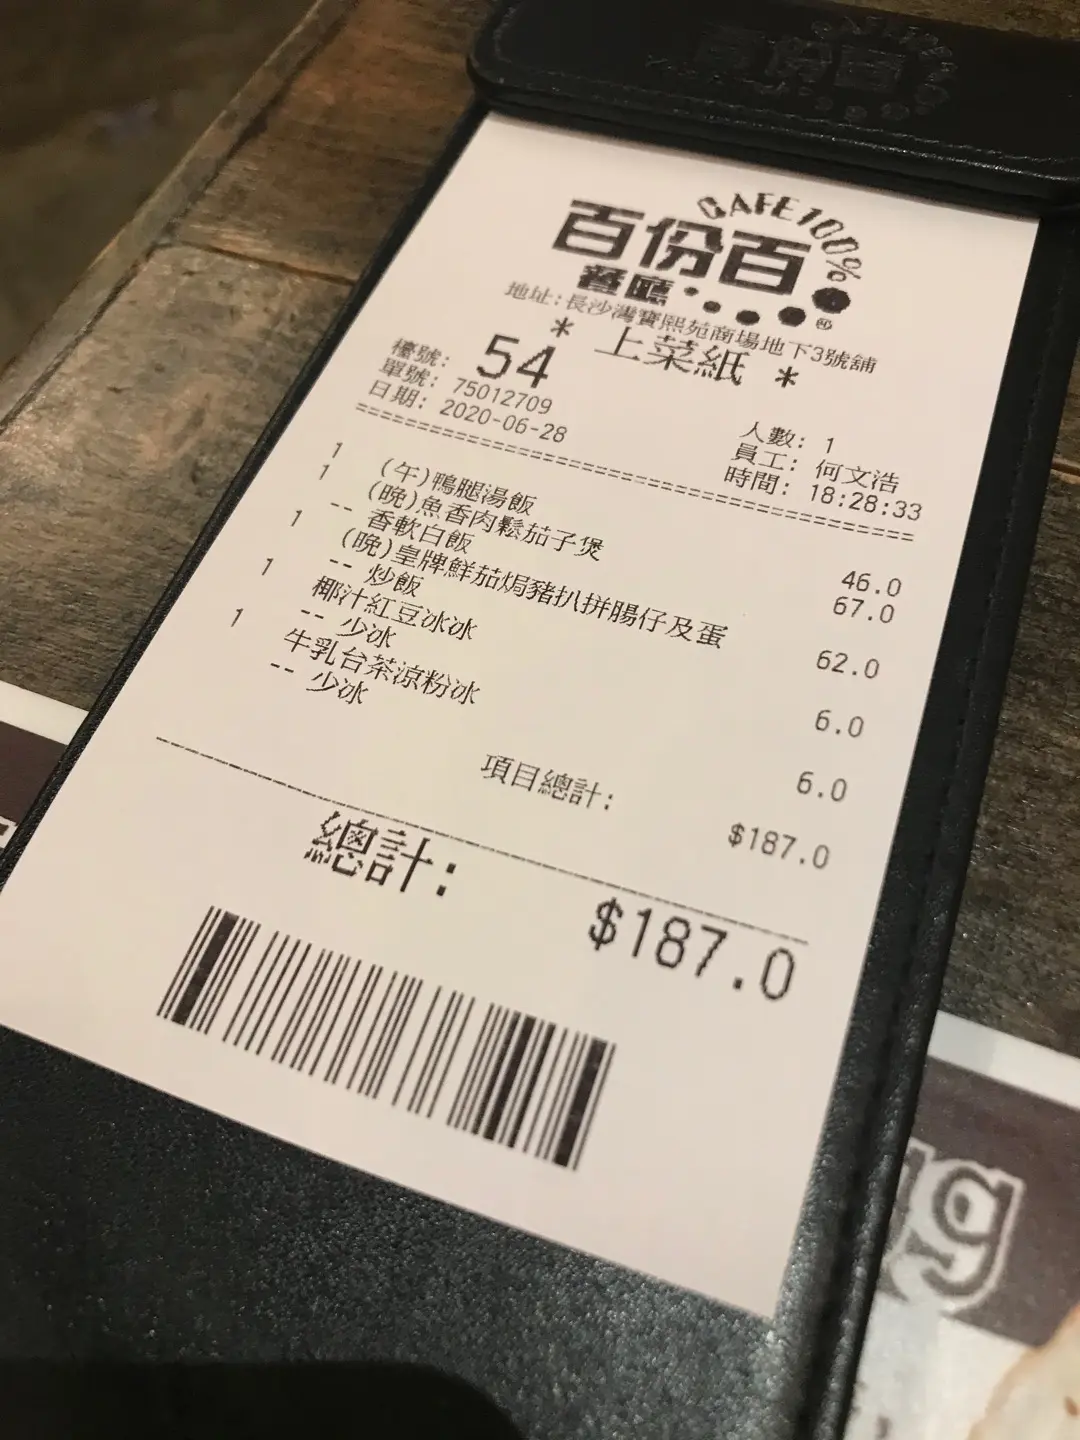 CAFE100%
百份百
餐廳
地址:長沙灣寶熙苑商場地下3號舖
* 上菜紙 *
檯號: 54
人數: 1
單號: 75012709
員工: 何文浩
日期: 2020-06-28
時間: 18:28:33
1 (午)鴨腿湯飯 46.0
1 (晚)魚香肉鬆茄子煲 67.0
-- 香軟白飯
1 (晚)皇牌鮮茄焗豬扒拼腸仔及蛋 62.0
-- 炒飯
1 椰汁紅豆冰冰 6.0
-- 少冰
1 牛乳台茶涼粉冰 6.0
-- 少冰
項目總計: $187.0
總計: $187.0